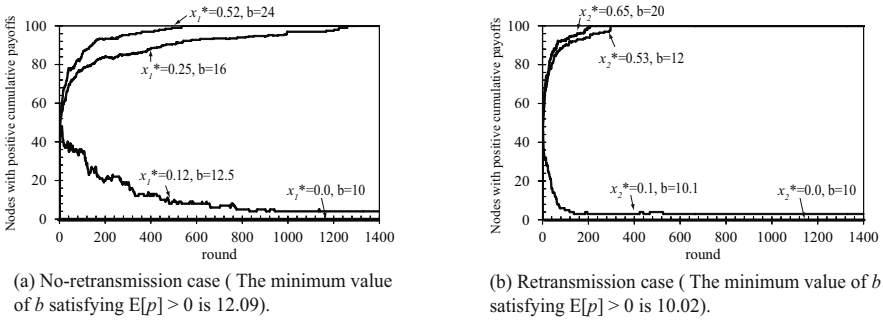 Nodes with positive cumulative payoffs
100
80
60
40
20
0
x1*=0.52, b=24
x1*=0.25, b=16
x1*=0.12, b=12.5
x1*=0.0, b=10
0 200 400 600 800 1000 1200 1400
round
(a) No-retransmission case ( The minimum value
of b satisfying E[p] > 0 is 12.09).
Nodes with positive cumulative payoffs
100
80
60
40
20
0
x2*=0.65, b=20
x2*=0.53, b=12
x2*=0.1, b=10.1
x2*=0.0, b=10
0 200 400 600 800 1000 1200 1400
round
(b) Retransmission case ( The minimum value of b
satisfying E[p] > 0 is 10.02).